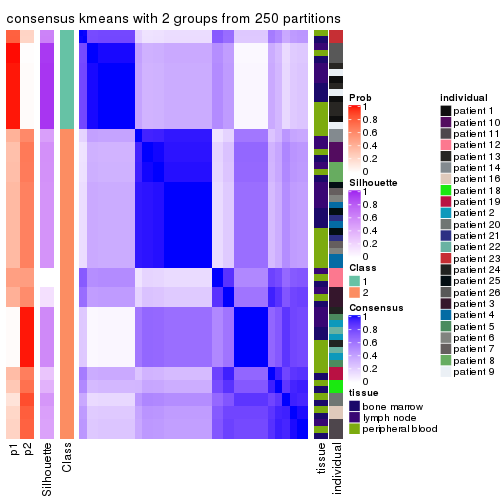 consensus kmeans with 2 groups from 250 partitions
p1
p2
Silhouette
Class
tissue
individual
Prob
1
0.8
0.6
0.4
0.2
0
Silhouette
1
0.8
0.6
0.4
0.2
0
Class
1
2
Consensus
1
0.8
0.6
0.4
0.2
0
tissue
bone marrow
lymph node
peripheral blood
individual
patient 1
patient 10
patient 11
patient 12
patient 13
patient 14
patient 16
patient 18
patient 19
patient 2
patient 20
patient 21
patient 22
patient 23
patient 24
patient 25
patient 26
patient 3
patient 4
patient 5
patient 6
patient 7
patient 8
patient 9